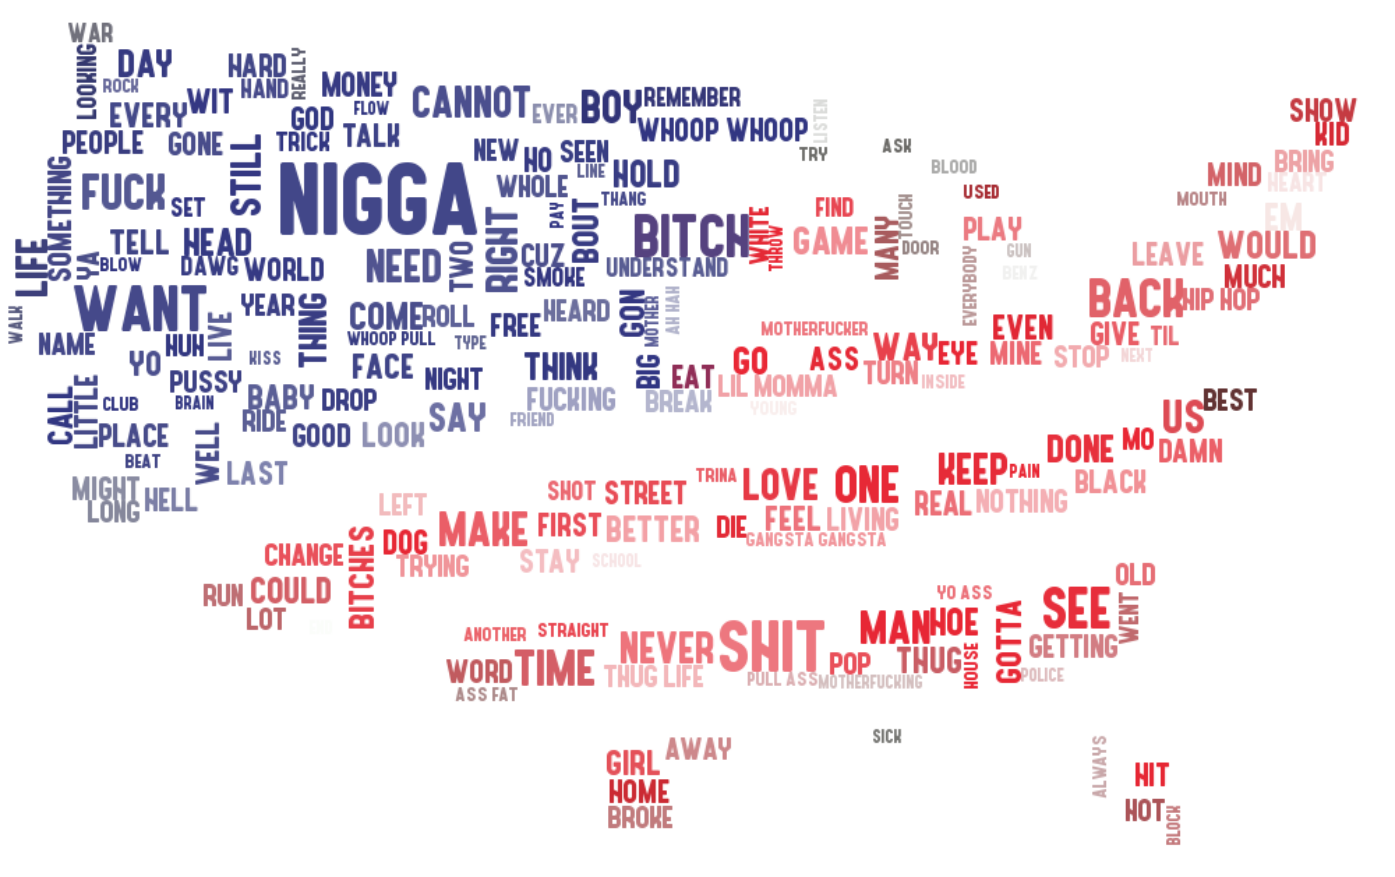 WAR
LOOKING
DAY
HARD
REALLY
ROCK
HAND
MONEY
CANNOT
EVERY
WIT
GOD
FLOW
EVER
BOY
REMEMBER
LISTEN
SHOW
KID
PEOPLE
GONE
STILL
TRICK
TALK
WHOOP WHOOP
TRY
ASK
NEW
HO
SEEN
LINE
HOLD
BLOOD
BRING
SOMETHING
FUCK
SET
NIGGA
WHOLE
PAY
BOUT
THANG
USED
MIND
HEART
MOUTH
TELL
HEAD
RIGHT
BITCH
WHITE
THROW
FIND
GAME
MANY
TOUCH
DOOR
PLAY
GUN
EM
LIFE
YA
BLOW
DAWG
WORLD
NEED
TWO
CUZ
SMOKE
UNDERSTAND
EVERYBODY
BENZ
LEAVE
WOULD
MUCH
WALK
WANT
YEAR
THING
COME
ROLL
FREE
HEARD
GON
MOTHER
AH HAH
BACK
HIP HOP
NAME
YO
HUH
LIVE
KISS
WHOOP PULL
TYPE
MOTHERFUCKER
EVEN
GIVE
TIL
FACE
THINK
BIG
EAT
GO
ASS
WAY
EYE
MINE
STOP
NEXT
CALL
LITTLE
PUSSY
BRAIN
BABY
DROP
NIGHT
FUCKING
BREAK
LIL MOMMA
TURN
INSIDE
CLUB
RIDE
SAY
FRIEND
YOUNG
US
BEST
PLACE
WELL
GOOD
LOOK
DONE
MO
DAMN
BEAT
LAST
MIGHT
LONG
HELL
TRINA
LOVE
ONE
KEEP
PAIN
BLACK
LEFT
SHOT
STREET
REAL
NOTHING
MAKE
FIRST
BETTER
DIE
FEEL
LIVING
GANGSTA GANGSTA
CHANGE
BITCHES
DOG
TRYING
STAY
SCHOOL
RUN
COULD
LOT
YO ASS
OLD
ANOTHER
STRAIGHT
NEVER
SHIT
MAN
HOE
GOTTA
SEE
WENT
WORD
TIME
THUG LIFE
POP
THUG
HOUSE
GETTING
ASS FAT
PULL ASS
MOTHERFUCKING
POLICE
SICK
GIRL
AWAY
HOME
BROKE
ALWAYS
HIT
HOT
BLOCK